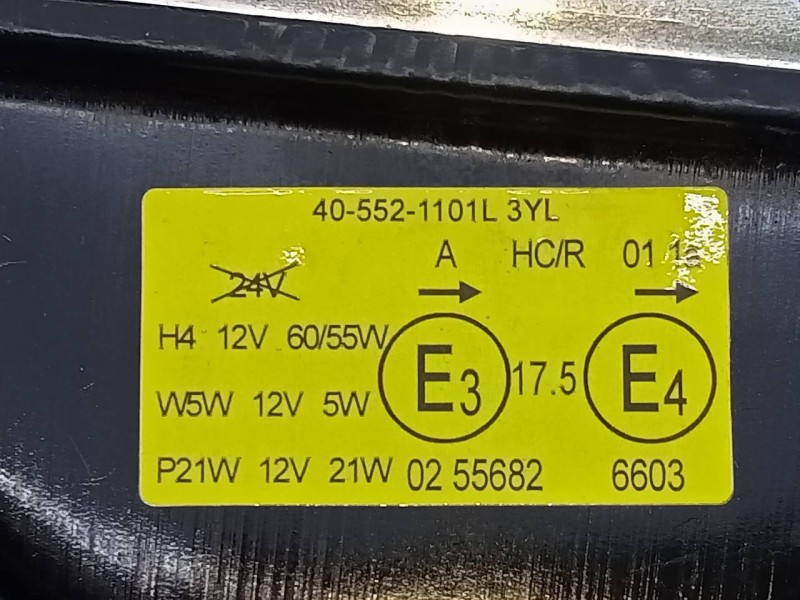 40-552-1101L 3YL
A HC/R 01 1a
24V
H4 12V 60/55W
E3 17.5 E4
W5W 12V 5W
P21W 12V 21W 02 55682 6603